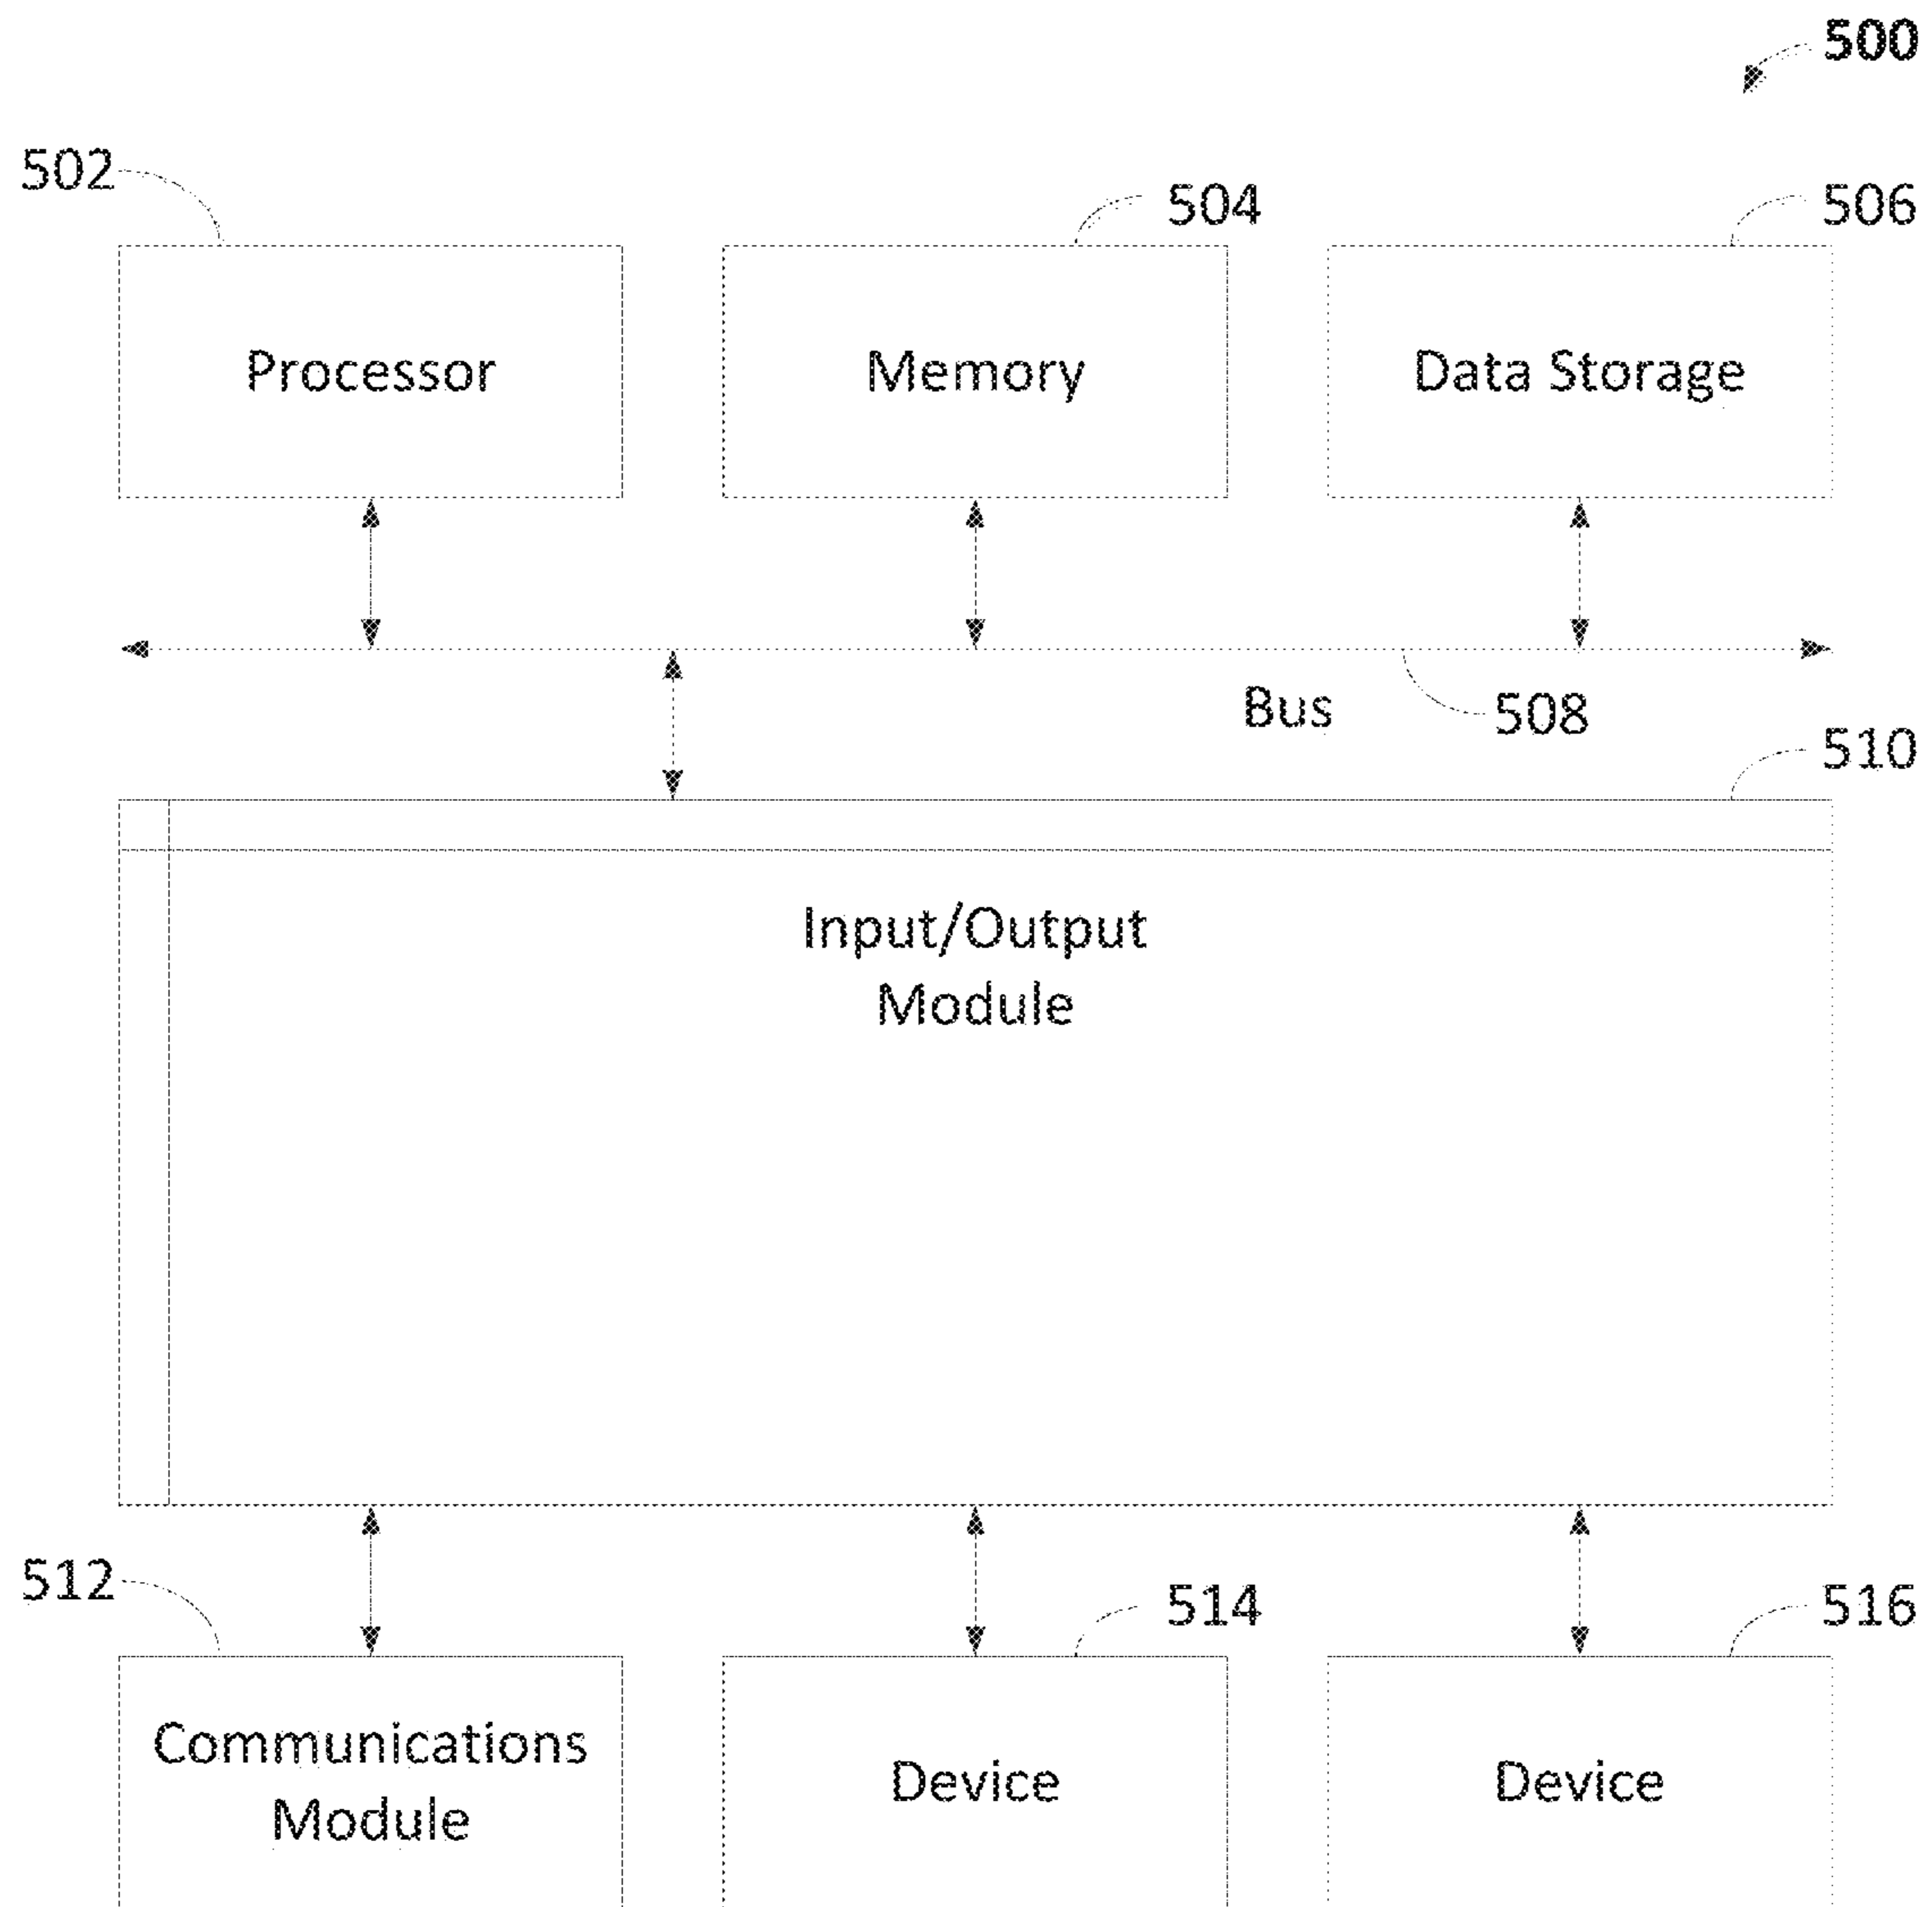 500
502
504
506
Processor
Memory
Data Storage
Bus
508
510
Input/Output
Module
512
514
516
Communications
Module
Device
Device